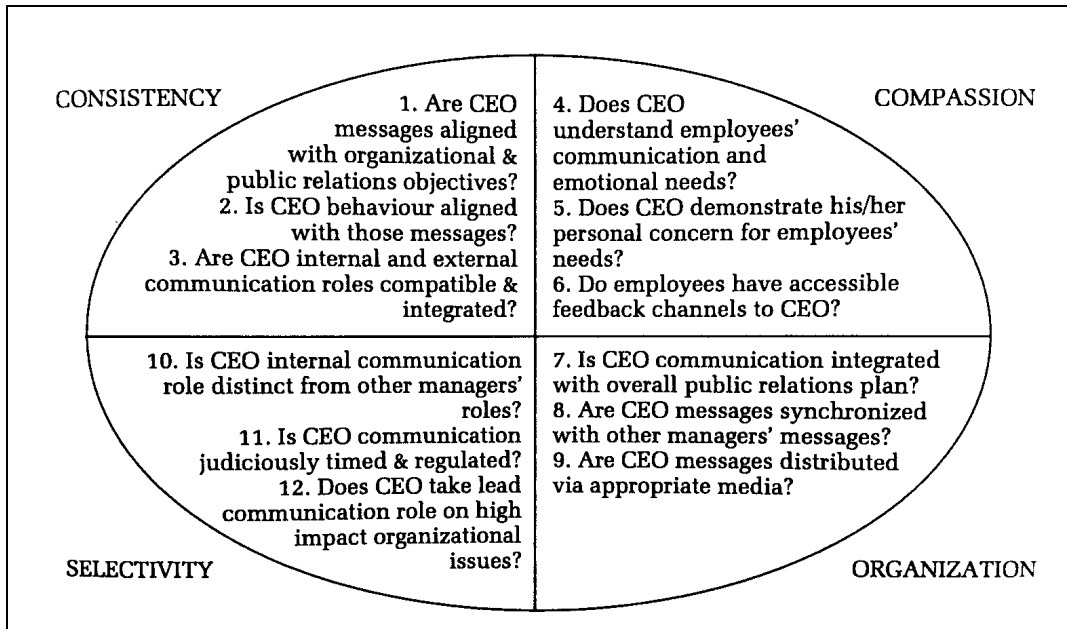 CONSISTENCY
1. Are CEO
messages aligned
with organizational &
public relations objectives?
2. Is CEO behaviour aligned
with those messages?
3. Are CEO internal and external
communication roles compatible &
integrated?
COMPASSION
4. Does CEO
understand employees'
communication and
emotional needs?
5. Does CEO demonstrate his/her
personal concern for employees'
needs?
6. Do employees have accessible
feedback channels to CEO?
10. Is CEO internal communication
role distinct from other managers'
roles?
11. Is CEO communication
judiciously timed & regulated?
12. Does CEO take lead
communication role on high
impact organizational
issues?
SELECTIVITY
7. Is CEO communication integrated
with overall public relations plan?
8. Are CEO messages synchronized
with other managers' messages?
9. Are CEO messages distributed
via appropriate media?
ORGANIZATION